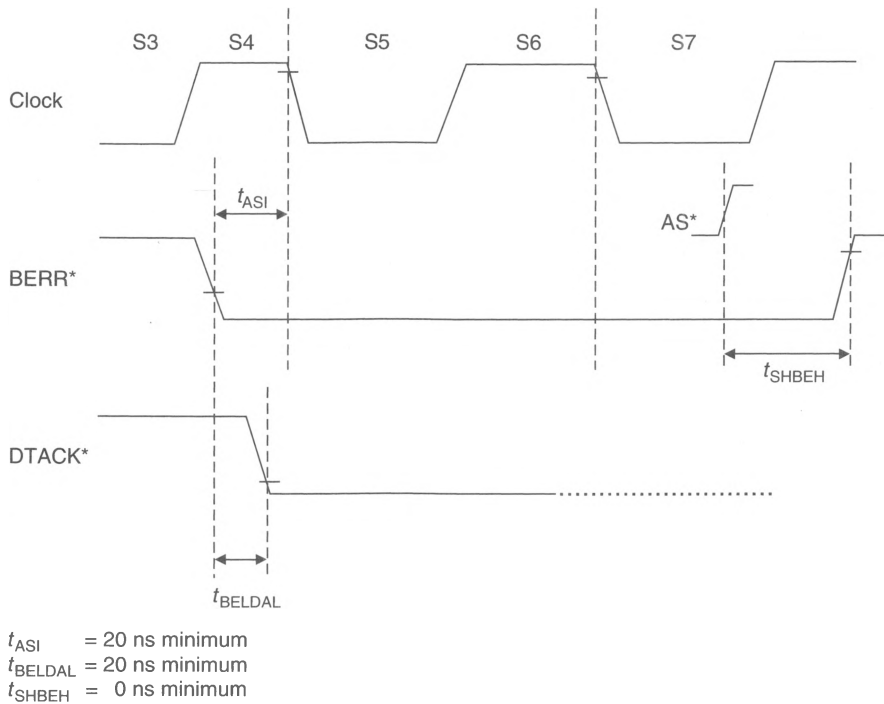 S3 S4 S5 S6 S7
Clock
tASI
AS*
BERR*
tSHBEH
DTACK*
tBELDAL
tASI = 20 ns minimum
tBELDAL = 20 ns minimum
tSHBEH = 0 ns minimum